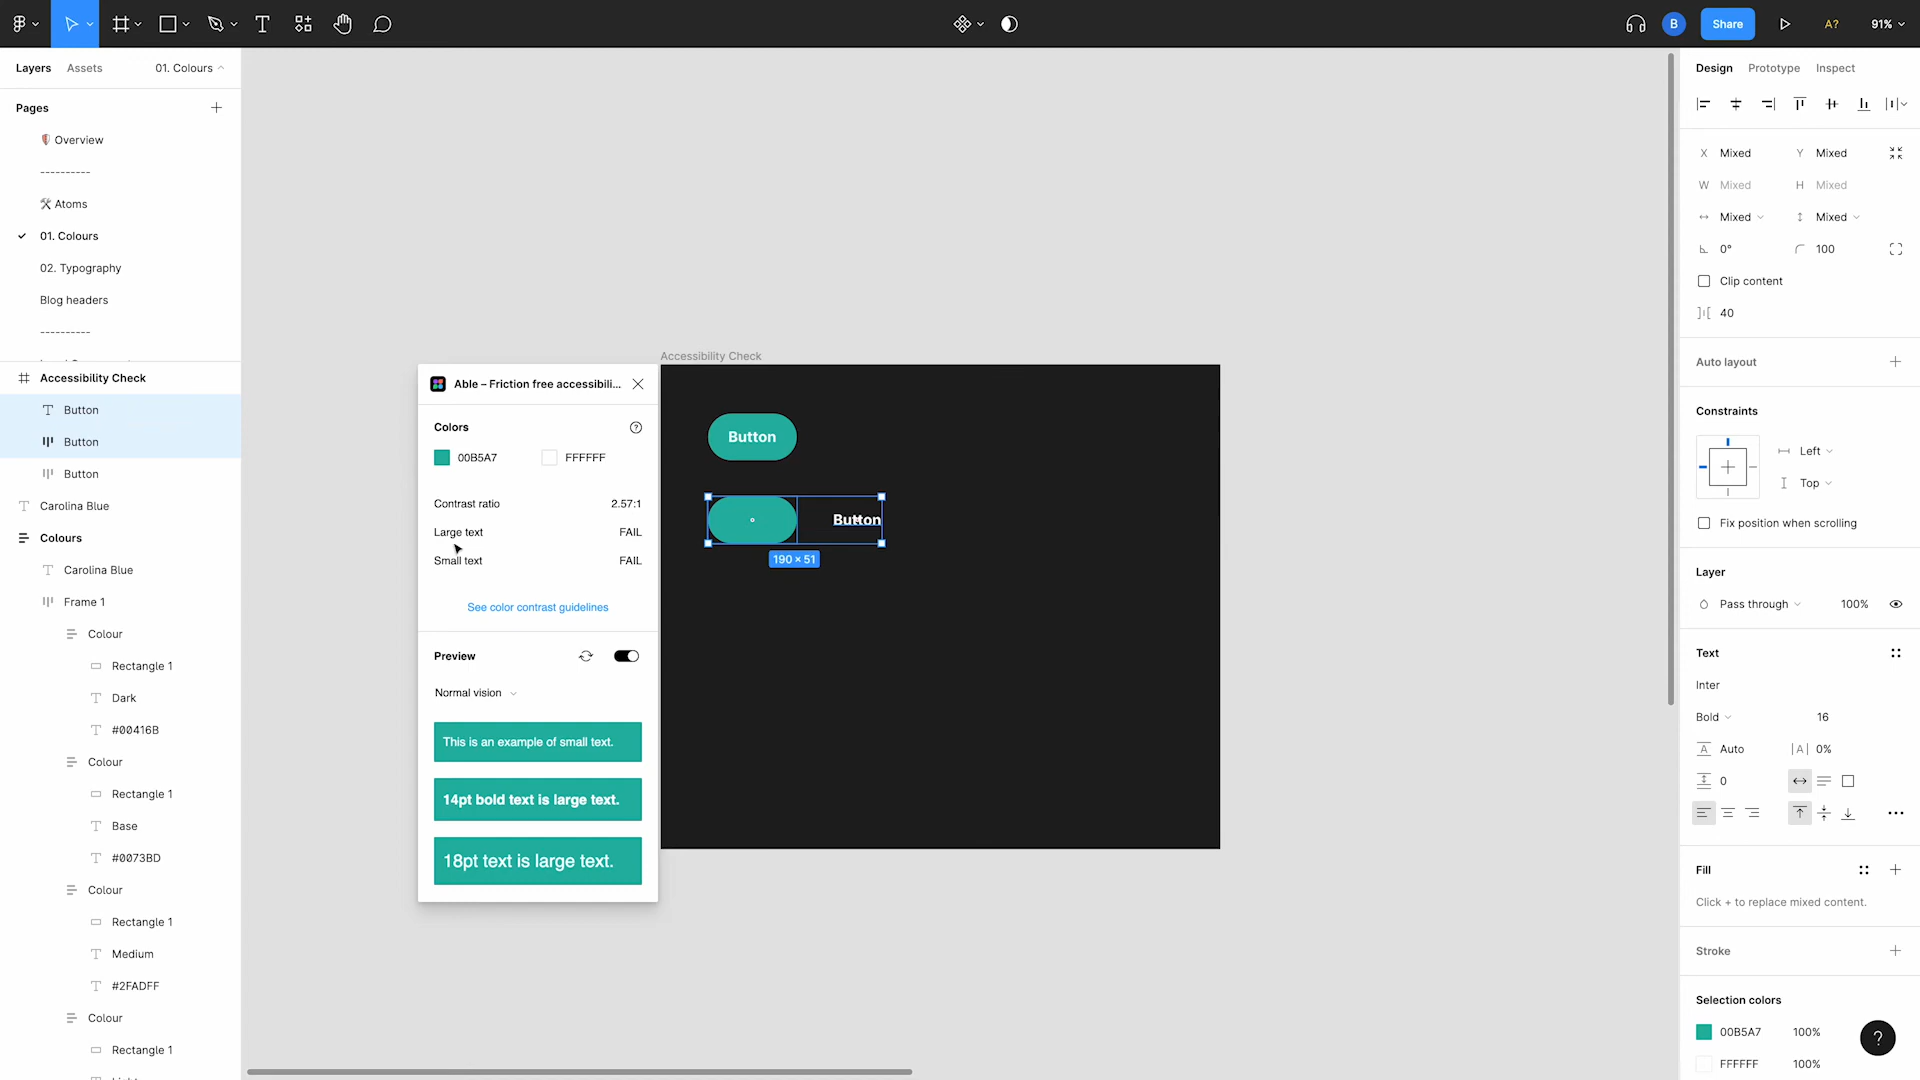 B
Share
A?
91%
Layers
Assets
01. Colours
Pages
Overview
----------
Atoms
01. Colours
02. Typography
Blog headers
----------
Accessibility Check
Button
Button
Button
Carolina Blue
Colours
Carolina Blue
Frame 1
Colour
Rectangle 1
Dark
#00416B
Colour
Rectangle 1
Base
#0073BD
Colour
Rectangle 1
Medium
#2FADFF
Colour
Rectangle 1
Accessibility Check
Able – Friction free accessibili...
Colors
00B5A7
FFFFFF
Contrast ratio
2.57:1
Large text
FAIL
Small text
FAIL
See color contrast guidelines
Preview
Normal vision
This is an example of small text.
14pt bold text is large text.
18pt text is large text.
Button
Button
190 × 51
Design
Prototype
Inspect
X Mixed
Y Mixed
W Mixed
H Mixed
Mixed
Mixed
0°
100
Clip content
40
Auto layout
Constraints
Left
Top
Fix position when scrolling
Layer
Pass through
100%
Text
Inter
Bold
16
Auto
0%
0
Fill
Click + to replace mixed content.
Stroke
Selection colors
00B5A7
100%
FFFFFF
100%
?